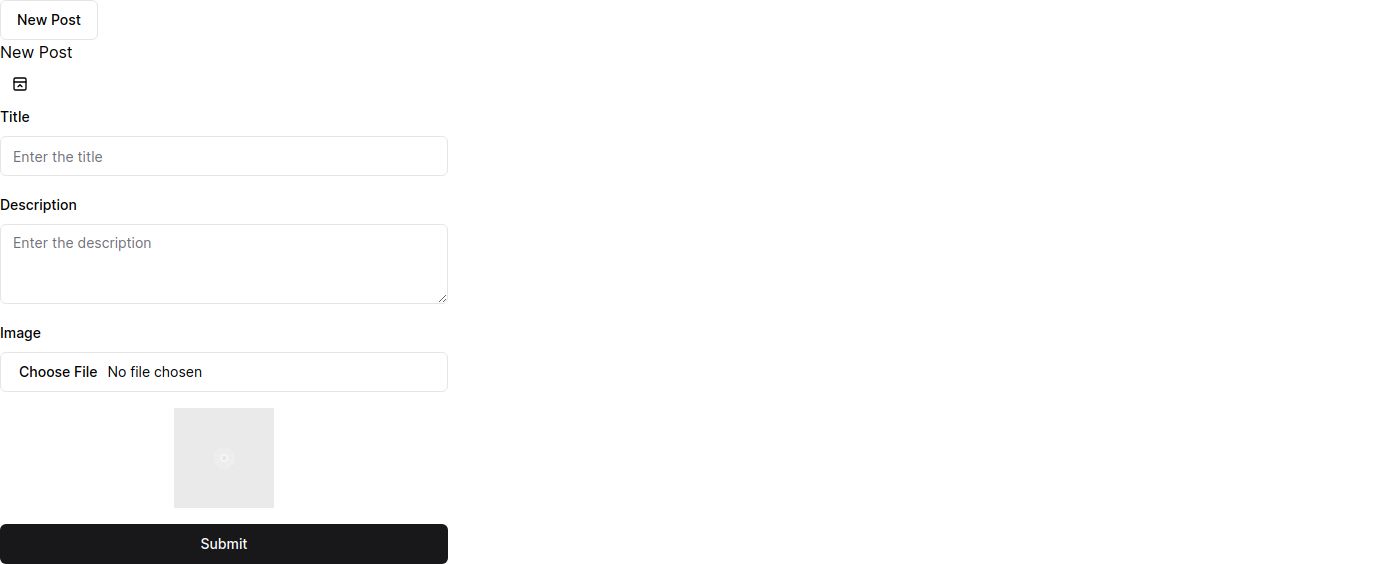 New Post
New Post
Title
Enter the title
Description
Enter the description
Image
Choose File No file chosen
Submit